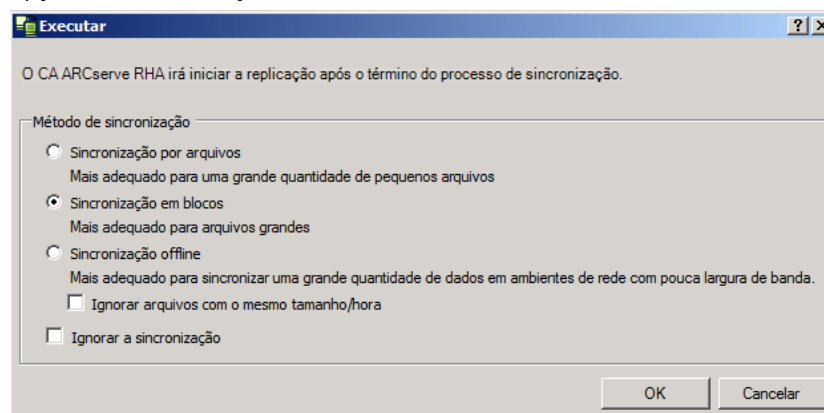 Executar
O CA ARCserve RHA irá iniciar a replicação após o término do processo de sincronização.
Método de sincronização
Sincronização por arquivos
Mais adequado para uma grande quantidade de pequenos arquivos
Sincronização em blocos
Mais adequado para arquivos grandes
Sincronização offline
Mais adequado para sincronizar uma grande quantidade de dados em ambientes de rede com pouca largura de banda.
Ignorar arquivos com o mesmo tamanho/hora
Ignorar a sincronização
OK Cancelar